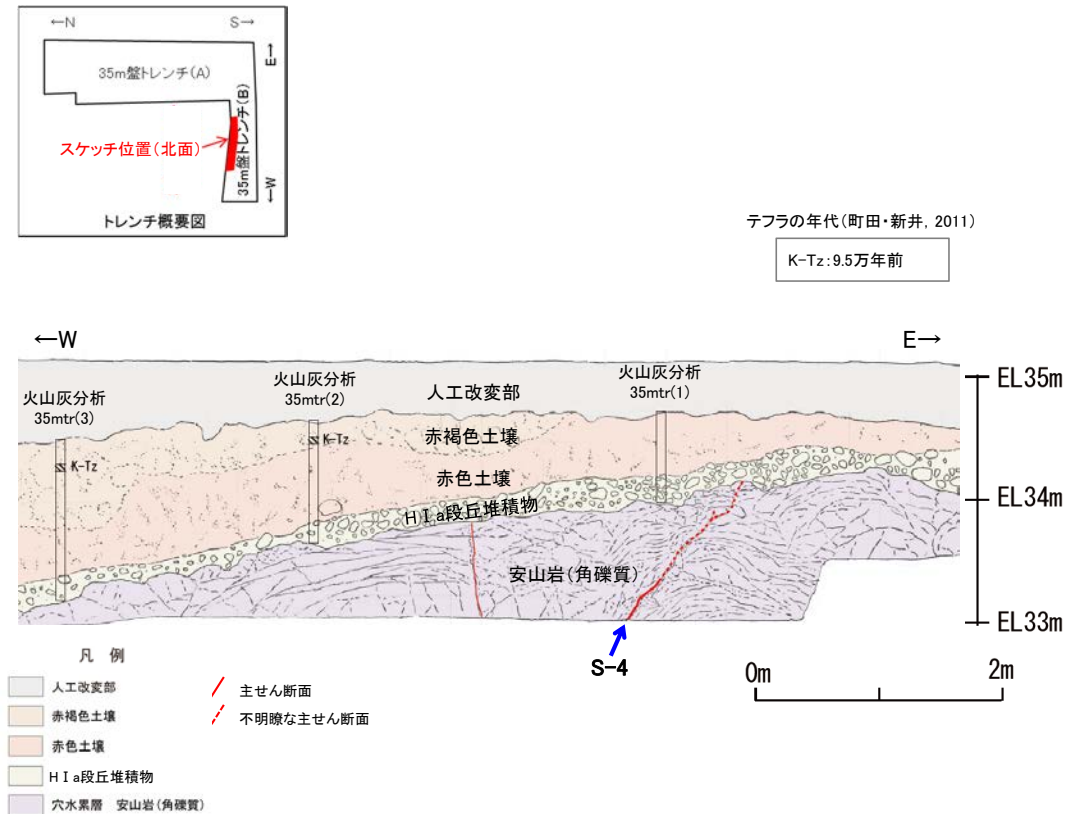 ←N
S→
E→
35m盤トレンチ(A)
35m盤トレンチ(B)
スケッチ位置(北面)
←W
トレンチ概要図
テフラの年代(町田・新井, 2011)
K-Tz:9.5万年前
←W
E→
火山灰分析
35mtr(3)
火山灰分析
35mtr(2)
火山灰分析
35mtr(1)
人工改変部
EL35m
K-Tz
赤褐色土壌
K-Tz
赤色土壌
EL34m
HⅠa段丘堆積物
安山岩(角礫質)
EL33m
S-4
0m
2m
凡 例
人工改変部
赤褐色土壌
赤色土壌
HⅠa段丘堆積物
穴水累層 安山岩(角礫質)
主せん断面
不明瞭な主せん断面